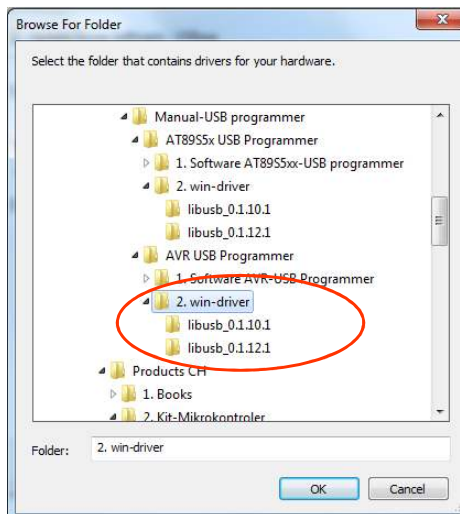 Browse For Folder
Select the folder that contains drivers for your hardware.
Manual-USB programmer
AT89S5x USB Programmer
1. Software AT89S5xx-USB programmer
2. win-driver
libusb_0.1.10.1
libusb_0.1.12.1
AVR USB Programmer
1. Software AVR-USB Programmer
2. win-driver
libusb_0.1.10.1
libusb_0.1.12.1
Products CH
1. Books
2. Kit-Mikrokontroler
Folder: 2. win-driver
OK Cancel